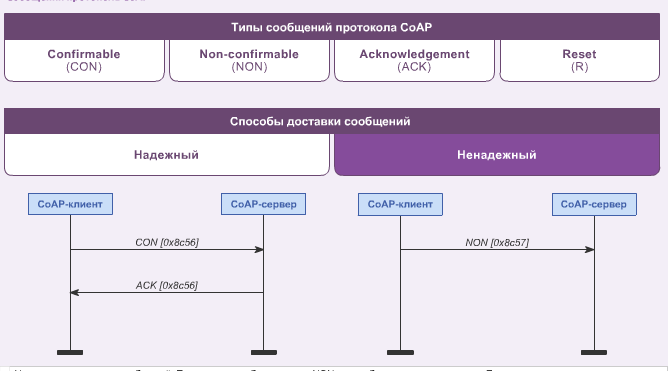 Типы сообщений протокола CoAP
Confirmable
(CON)
Non-confirmable
(NON)
Acknowledgement
(ACK)
Reset
(R)
Способы доставки сообщений
Надежный
Ненадежный
CoAP-клиент
CoAP-сервер
CoAP-клиент
CoAP-сервер
CON [0x8c56]
NON [0x8c57]
ACK [0x8c56]